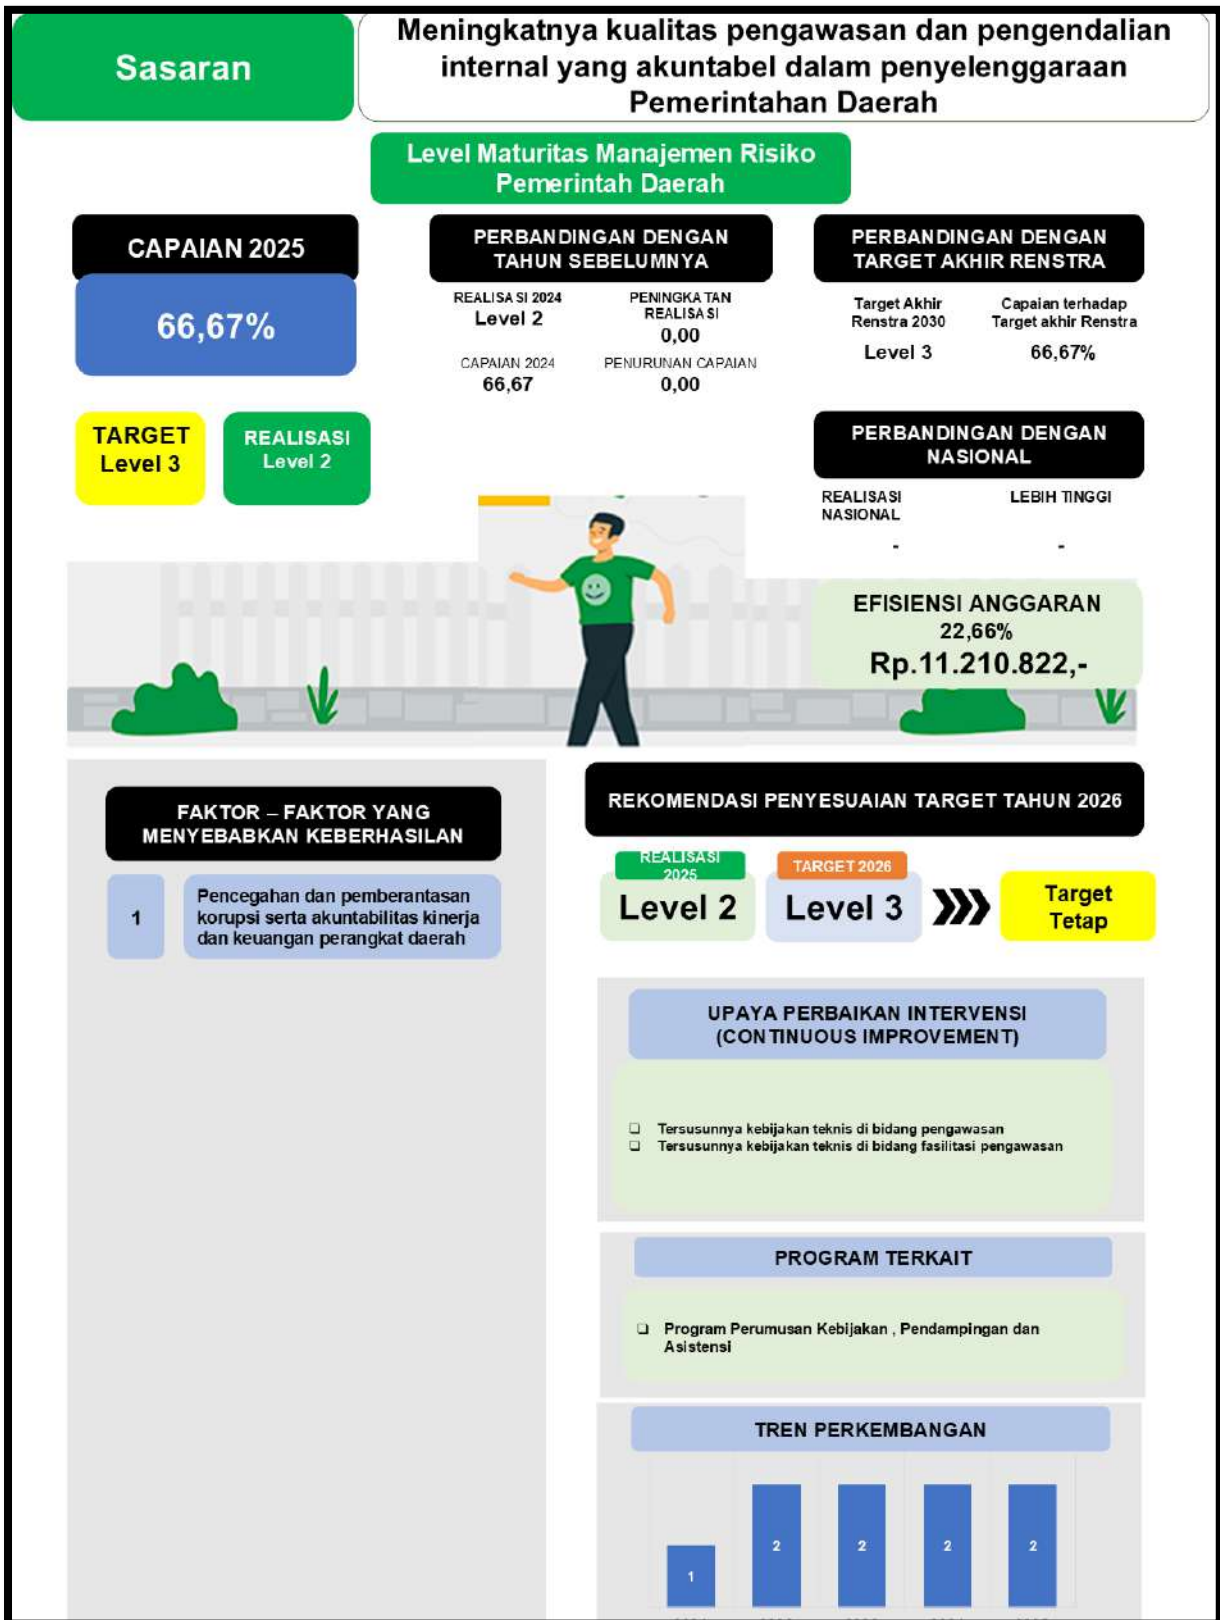 Sasaran
Meningkatnya kualitas pengawasan dan pengendalian
internal yang akuntabel dalam penyelenggaraan
Pemerintahan Daerah
Level Maturitas Manajemen Risiko
Pemerintah Daerah
CAPAIAN 2025
66,67%
TARGET
Level 3
REALISASI
Level 2
PERBANDINGAN DENGAN
TAHUN SEBELUMNYA
REALISASI 2024
Level 2
PENINGKATAN
REALISASI
0,00
CAPAIAN 2024
66,67
PENURUNAN CAPAIAN
0,00
PERBANDINGAN DENGAN
TARGET AKHIR RENSTRA
Target Akhir
Renstra 2030
Level 3
Capaian terhadap
Target akhir Renstra
66,67%
PERBANDINGAN DENGAN
NASIONAL
REALISASI
NASIONAL
-
LEBIH TINGGI
-
EFISIENSI ANGGARAN
22,66%
Rp.11.210.822,-
FAKTOR – FAKTOR YANG
MENYEBABKAN KEBERHASILAN
1
Pencegahan dan pemberantasan
korupsi serta akuntabilitas kinerja
dan keuangan perangkat daerah
REKOMENDASI PENYESUAIAN TARGET TAHUN 2026
REALISASI
2025
Level 2
TARGET 2026
Level 3
Target
Tetap
UPAYA PERBAIKAN INTERVENSI
(CONTINUOUS IMPROVEMENT)
❑ Tersusunnya kebijakan teknis di bidang pengawasan
❑ Tersusunnya kebijakan teknis di bidang fasilitasi pengawasan
PROGRAM TERKAIT
❑ Program Perumusan Kebijakan , Pendampingan dan
Asistensi
TREN PERKEMBANGAN
1
2
2
2
2